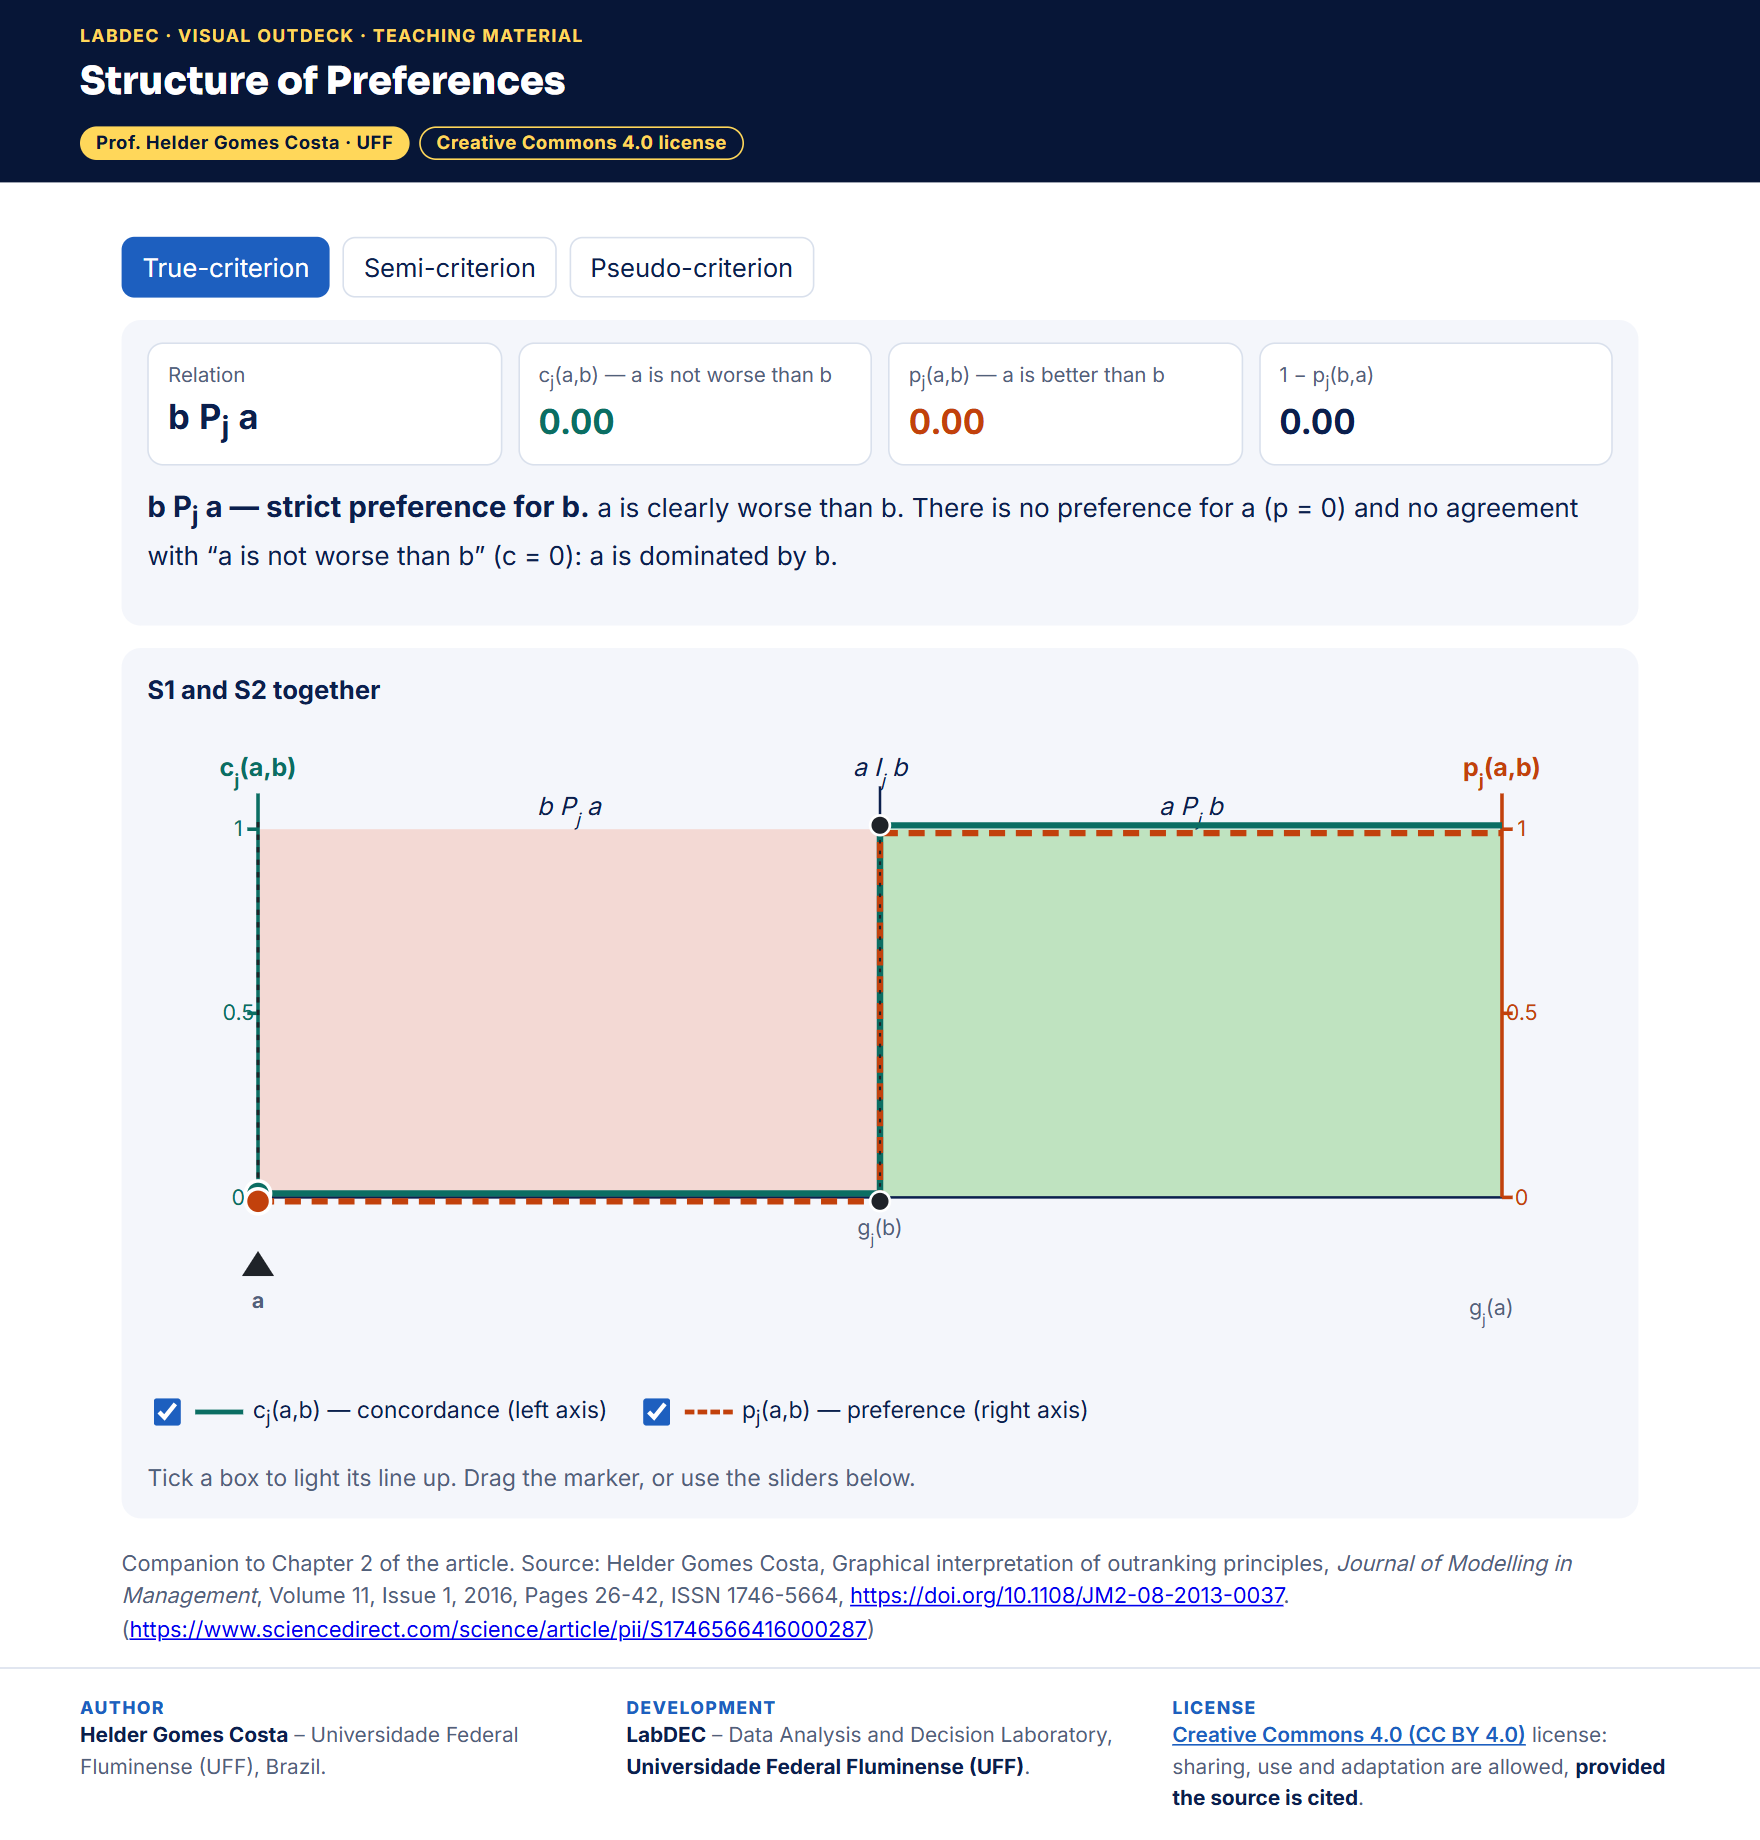 LABDEC · VISUAL OUTDECK · TEACHING MATERIAL
Structure of Preferences
Prof. Helder Gomes Costa · UFF
Creative Commons 4.0 license
True-criterion
Semi-criterion
Pseudo-criterion
Relation
b Pj a
cj(a,b) — a is not worse than b
0.00
pj(a,b) — a is better than b
0.00
1 − pj(b,a)
0.00
b Pj a — strict preference for b. a is clearly worse than b. There is no preference for a (p = 0) and no agreement
with “a is not worse than b” (c = 0): a is dominated by b.
S1 and S2 together
cj(a,b)
a Ij b
pj(a,b)
b Pj a
a Pj b
1
1
0.5
0.5
0
0
gj(b)
a
gj(a)
cj(a,b) — concordance (left axis)
pj(a,b) — preference (right axis)
Tick a box to light its line up. Drag the marker, or use the sliders below.
Companion to Chapter 2 of the article. Source: Helder Gomes Costa, Graphical interpretation of outranking principles, Journal of Modelling in
Management, Volume 11, Issue 1, 2016, Pages 26-42, ISSN 1746-5664, https://doi.org/10.1108/JM2-08-2013-0037.
(https://www.sciencedirect.com/science/article/pii/S1746566416000287)
AUTHOR
Helder Gomes Costa – Universidade Federal
Fluminense (UFF), Brazil.
DEVELOPMENT
LabDEC – Data Analysis and Decision Laboratory,
Universidade Federal Fluminense (UFF).
LICENSE
Creative Commons 4.0 (CC BY 4.0) license:
sharing, use and adaptation are allowed, provided
the source is cited.